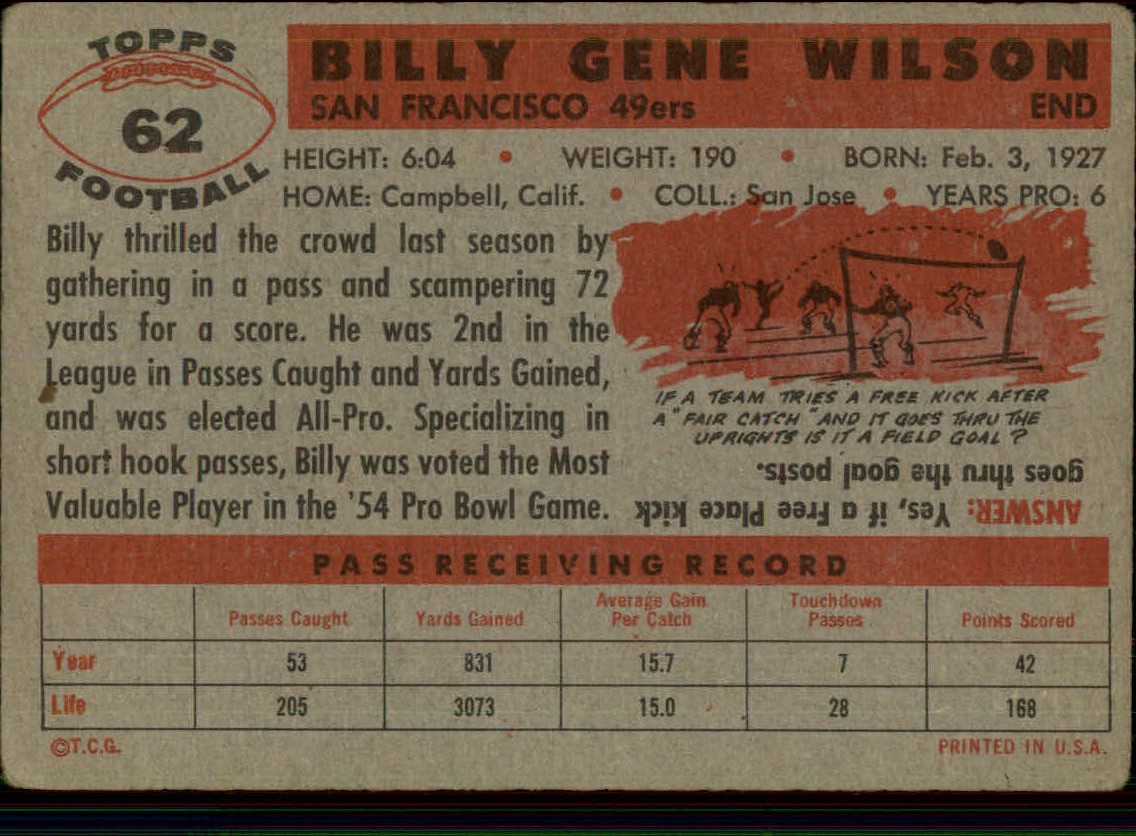 TOPPS
62
FOOTBALL
BILLY GENE WILSON
SAN FRANCISCO 49ers END
HEIGHT: 6:04 • WEIGHT: 190 • BORN: Feb. 3, 1927
HOME: Campbell, Calif. • COLL.: San Jose • YEARS PRO: 6
Billy thrilled the crowd last season by
gathering in a pass and scampering 72
yards for a score. He was 2nd in the
League in Passes Caught and Yards Gained,
and was elected All-Pro. Specializing in
short hook passes, Billy was voted the Most
Valuable Player in the '54 Pro Bowl Game.
IF A TEAM TRIES A FREE KICK AFTER
A "FAIR CATCH" AND IT GOES THRU THE
UPRIGHTS IS IT A FIELD GOAL?
ANSWER: Yes, if a Free Place kick
goes thru the goal posts.
PASS RECEIVING RECORD
Passes Caught Yards Gained Average Gain Per Catch Touchdown Passes Points Scored
Year 53 831 15.7 7 42
Life 205 3073 15.0 28 168
©T.C.G. PRINTED IN U.S.A.